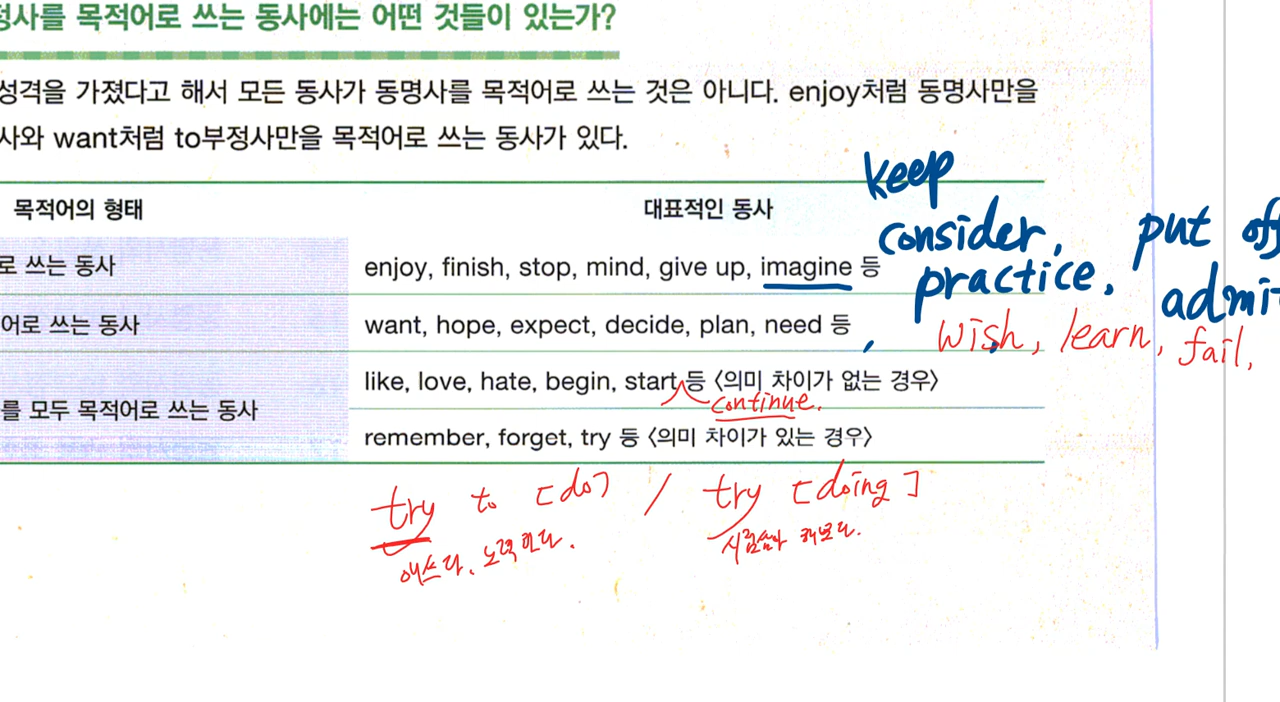 정사를 목적어로 쓰는 동사에는 어떤 것들이 있는가?
성격을 가졌다고 해서 모든 동사가 동명사를 목적어로 쓰는 것은 아니다. enjoy처럼 동명사만을
사와 want처럼 to부정사만을 목적어로 쓰는 동사가 있다.
keep
목적어의 형태 대표적인 동사
consider, put off
로 쓰는 동사 enjoy, finish, stop, mind, give up, imagine 등
practice, admit
어로 쓰는 동사 want, hope, expect, decide, plan, need 등
, wish, learn, fail,
like, love, hate, begin, start 등 〈의미 차이가 없는 경우〉
continue.
를 모두 목적어로 쓰는 동사
remember, forget, try 등 〈의미 차이가 있는 경우〉
try to [do] / try [doing]
애쓰다, 노력한다. 시험삼아 해보다.